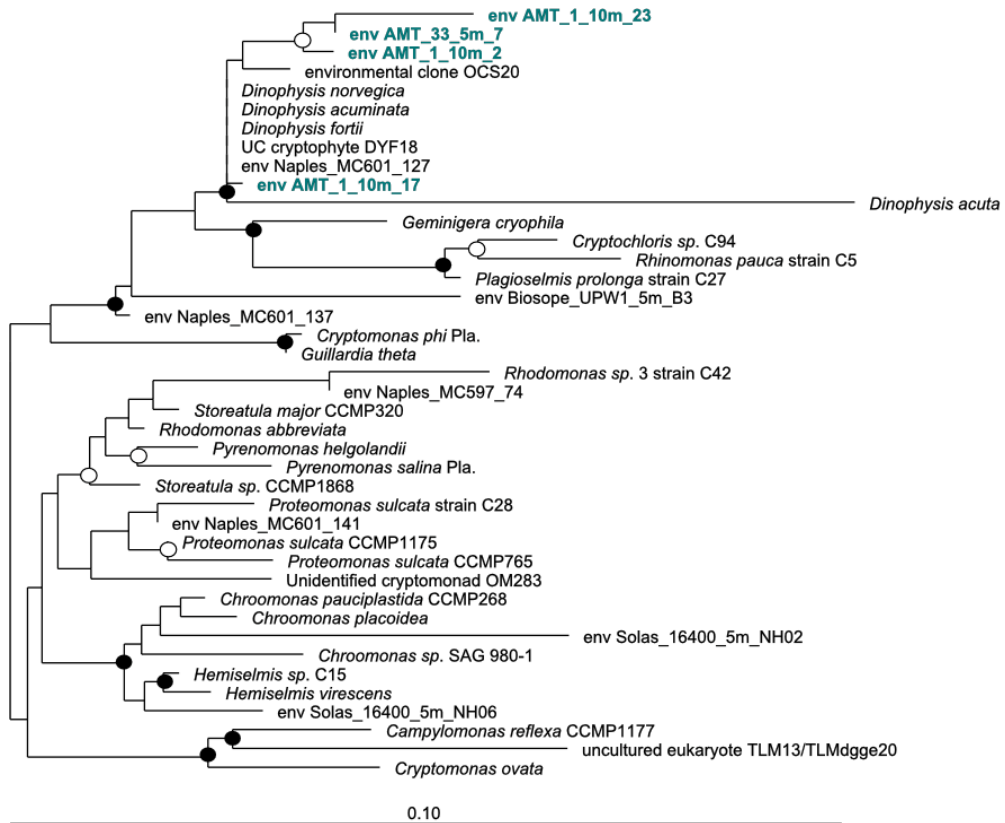 env AMT_1_10m_23
env AMT_33_5m_7
env AMT_1_10m_2
environmental clone OCS20
Dinophysis norvegica
Dinophysis acuminata
Dinophysis fortii
UC cryptophyte DYF18
env Naples_MC601_127
env AMT_1_10m_17
Dinophysis acuta
Geminigera cryophila
Cryptochloris sp. C94
Rhinomonas pauca strain C5
Plagioselmis prolonga strain C27
env Biosope_UPW1_5m_B3
env Naples_MC601_137
Cryptomonas phi Pla.
Guillardia theta
Rhodomonas sp. 3 strain C42
env Naples_MC597_74
Storeatula major CCMP320
Rhodomonas abbreviata
Pyrenomonas helgolandii
Pyrenomonas salina Pla.
Storeatula sp. CCMP1868
Proteomonas sulcata strain C28
env Naples_MC601_141
Proteomonas sulcata CCMP1175
Proteomonas sulcata CCMP765
Unidentified cryptomonad OM283
Chroomonas pauciplastida CCMP268
Chroomonas placoidea
env Solas_16400_5m_NH02
Chroomonas sp. SAG 980-1
Hemiselmis sp. C15
Hemiselmis virescens
env Solas_16400_5m_NH06
Campylomonas reflexa CCMP1177
uncultured eukaryote TLM13/TLMdgge20
Cryptomonas ovata
0.10